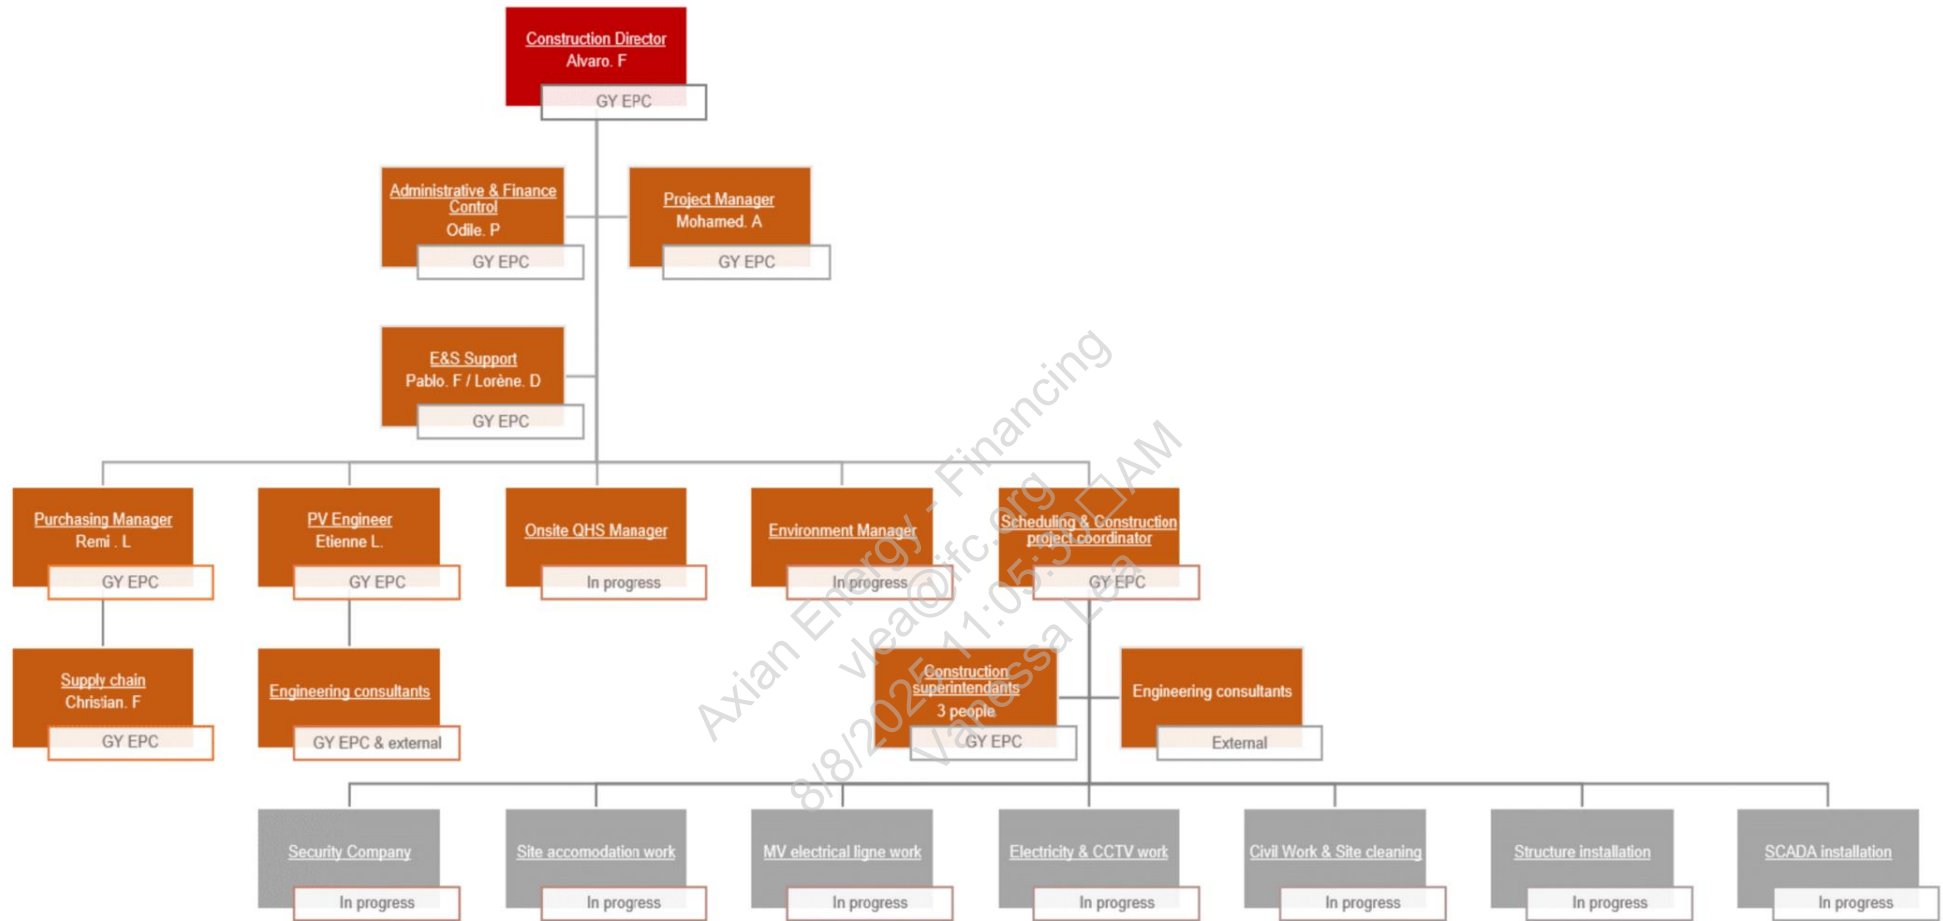 Construction Director
Alvaro. F
GY EPC
Administrative & Finance
Control
Odile. P
GY EPC
Project Manager
Mohamed. A
GY EPC
E&S Support
Pablo. F / Lorène. D
GY EPC
Purchasing Manager
Remi . L
GY EPC
PV Engineer
Etienne L.
GY EPC
Onsite QHS Manager
In progress
Environment Manager
In progress
Scheduling & Construction
project coordinator
GY EPC
Supply chain
Christian. F
GY EPC
Engineering consultants
GY EPC & external
Construction
superintendants
3 people
GY EPC
Engineering consultants
External
Security Company
In progress
Site accomodation work
In progress
MV electrical ligne work
In progress
Electricity & CCTV work
In progress
Civil Work & Site cleaning
In progress
Structure installation
In progress
SCADA installation
In progress
Axian Energy - Financing
vlea@ifc.org
8/8/2025 11:05:39□AM
Vanessa Lea